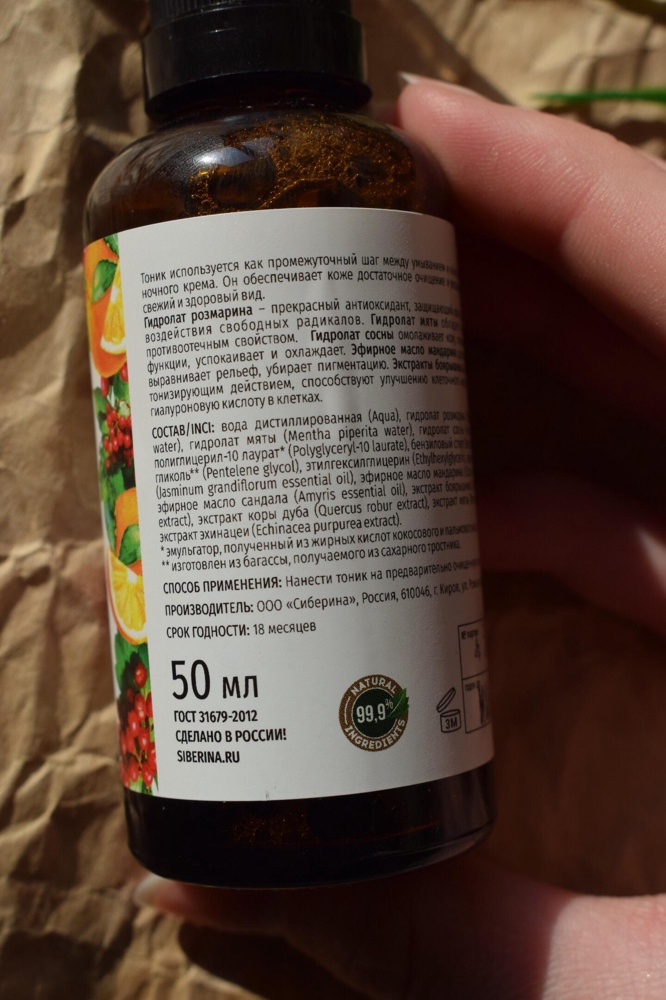 Тоник используется как промежуточный шаг между умыванием и
ночного крема. Он обеспечивает коже достаточное очищение и
свежий и здоровый вид.
Гидролат розмарина – прекрасный антиоксидант, защищающий
воздействия свободных радикалов. Гидролат мяты
противоотечным свойством. Гидролат сосны омолаживает
функции, успокаивает и охлаждает. Эфирное масло мандарина
выравнивает рельеф, убирает пигментацию. Экстракты боярышника
тонизирующим действием, способствуют улучшению клеточного
гиалуроновую кислоту в клетках.
СОСТАВ/INCI: вода дистиллированная (Aqua), гидролат розмарина
water), гидролат мяты (Mentha piperita water), гидролат сосны
полиглицерил-10 лаурат* (Polyglyceryl-10 laurate), бензиловый спирт
гликоль** (Pentelene glycol), этилгексилглицерин (Ethylhexylglycerin)
(Jasminum grandiflorum essential oil), эфирное масло мандарина
эфирное масло сандала (Amyris essential oil), экстракт боярышника
extract), экстракт коры дуба (Quercus robur extract), экстракт
экстракт эхинацеи (Echinacea purpurea extract).
* эмульгатор, полученный из жирных кислот кокосового и пальмового
** изготовлен из багассы, получаемого из сахарного тростника.
СПОСОБ ПРИМЕНЕНИЯ: Нанести тоник на предварительно
ПРОИЗВОДИТЕЛЬ: ООО «Сиберина», Россия, 610046, г. Киров, ул.
СРОК ГОДНОСТИ: 18 месяцев
50 мл
ГОСТ 31679-2012
СДЕЛАНО В РОССИИ!
SIBERINA.RU
NATURAL
99,9%
INGREDIENTS
3М